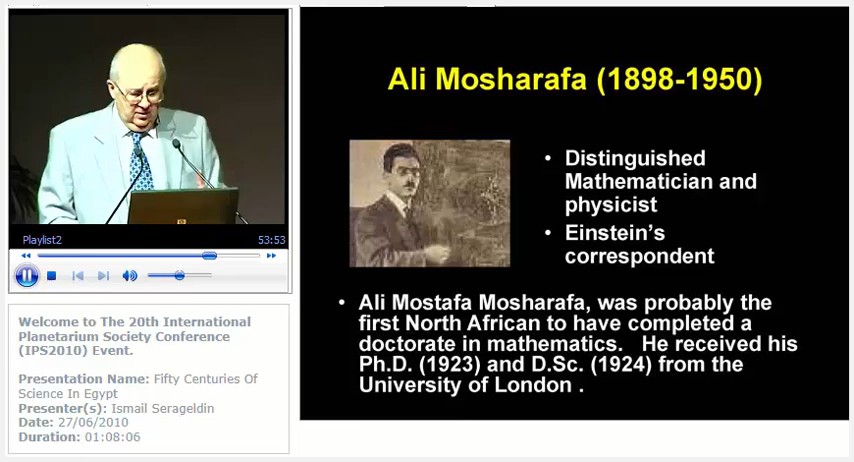 Playlist2 53:53
Welcome to The 20th International
Planetarium Society Conference
(IPS2010) Event.
Presentation Name: Fifty Centuries Of
Science In Egypt
Presenter(s): Ismail Serageldin
Date: 27/06/2010
Duration: 01:08:06
Ali Mosharafa (1898-1950)
• Distinguished
Mathematician and
physicist
• Einstein's
correspondent
• Ali Mostafa Mosharafa, was probably the
first North African to have completed a
doctorate in mathematics. He received his
Ph.D. (1923) and D.Sc. (1924) from the
University of London .